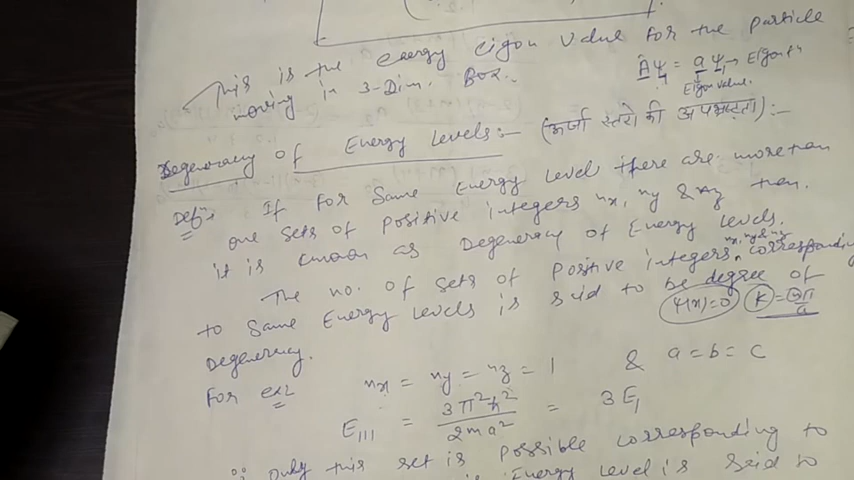 This is the energy eigon value for the particle
moving in 3-Dim. Box.
Âψ = aψ → Eigon fn
Eigon value.
Degeneracy of Energy levels:- (ऊर्जा स्तरो की अपभ्रष्टता):-
Defn If for same Energy level there are more than
one sets of positive integers nx, ny & nz then.
it is known as Degeneracy of Energy levels.
The no. of sets of positive integers nx, ny & nz corresponding
to same Energy levels is said to be degree of
Degeneracy.
ψ(x)=0 K =
For ex:- nx = ny = nz = 1 & a = b = c
E111 = 3π²ħ²/2ma² = 3E1
∵ Only this set is possible corresponding to
Energy level is said to